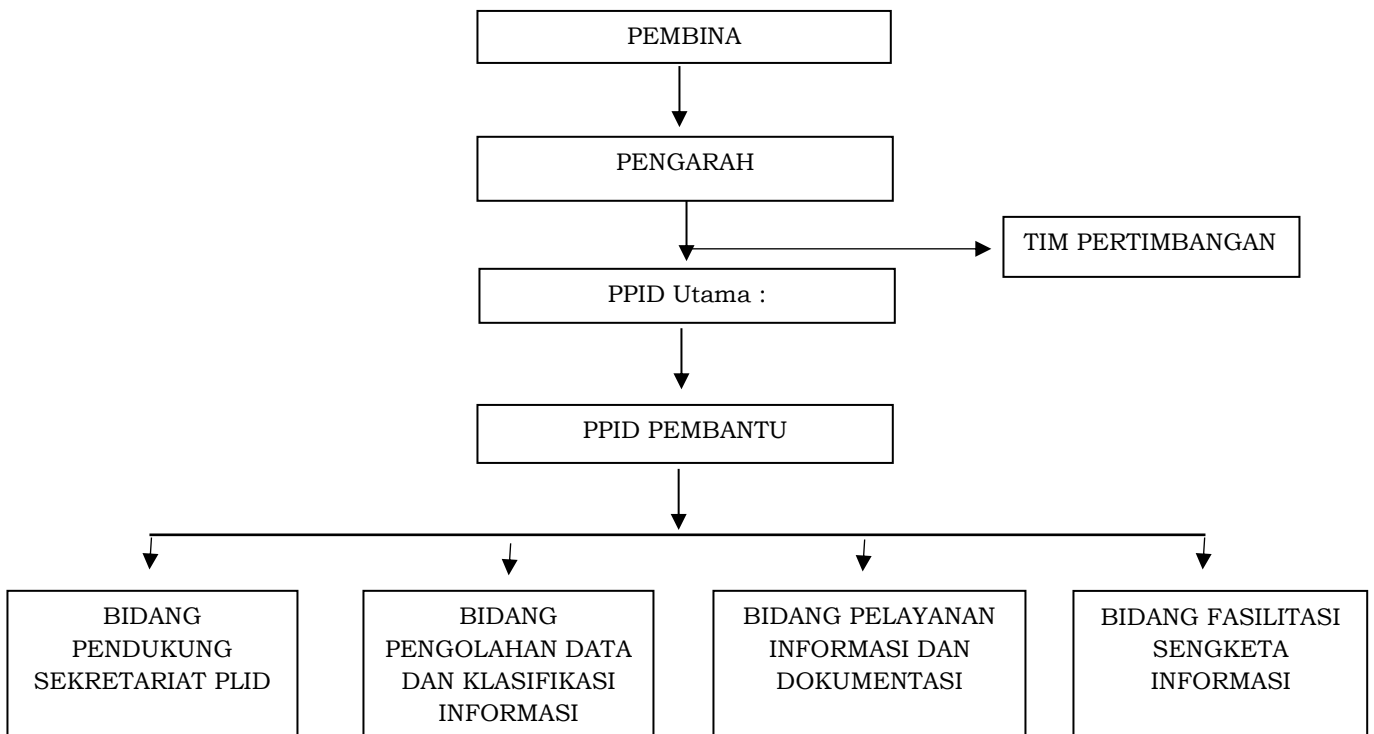 PEMBINA
PENGARAH
TIM PERTIMBANGAN
PPID Utama :
PPID PEMBANTU
BIDANG
PENDUKUNG
SEKRETARIAT PLID
BIDANG
PENGOLAHAN DATA
DAN KLASIFIKASI
INFORMASI
BIDANG PELAYANAN
INFORMASI DAN
DOKUMENTASI
BIDANG FASILITASI
SENGKETA
INFORMASI